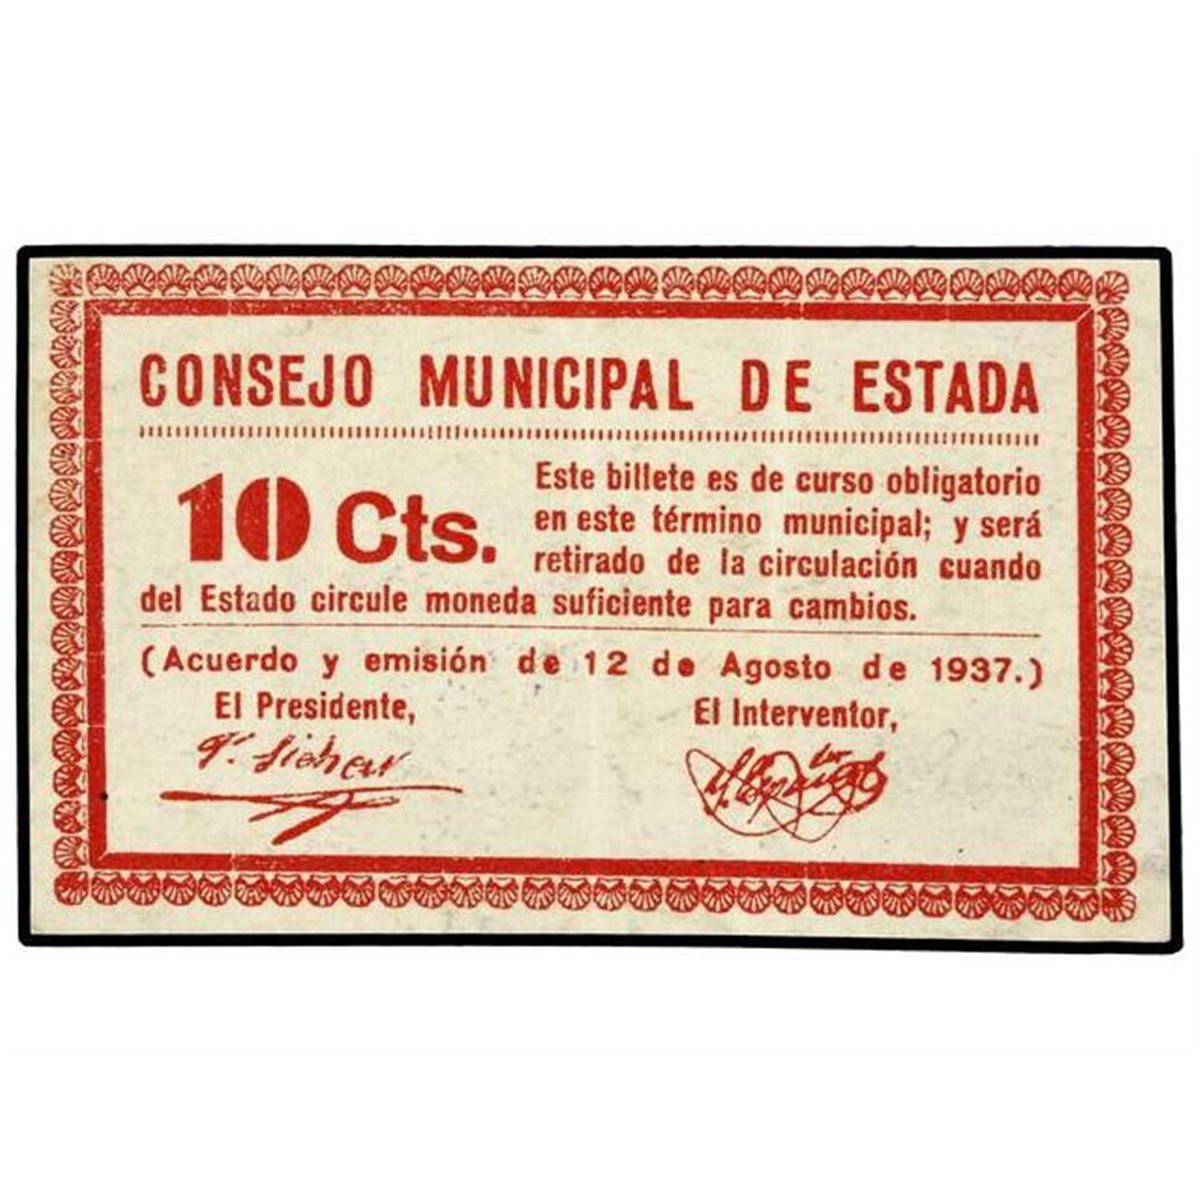 CONSEJO MUNICIPAL DE ESTADA
10 Cts.
Este billete es de curso obligatorio
en este término municipal; y será
retirado de la circulación cuando
del Estado circule moneda suficiente para cambios.
(Acuerdo y emisión de 12 de Agosto de 1937.)
El Presidente,
El Interventor,